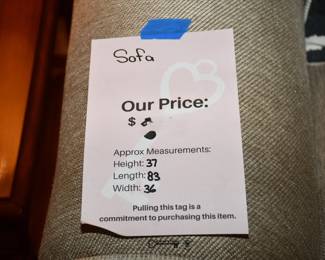 Sofa
Our Price:
$
Approx Measurements:
Height: 37
Length: 83
Width: 36
Pulling this tag is a
commitment to purchasing this item.